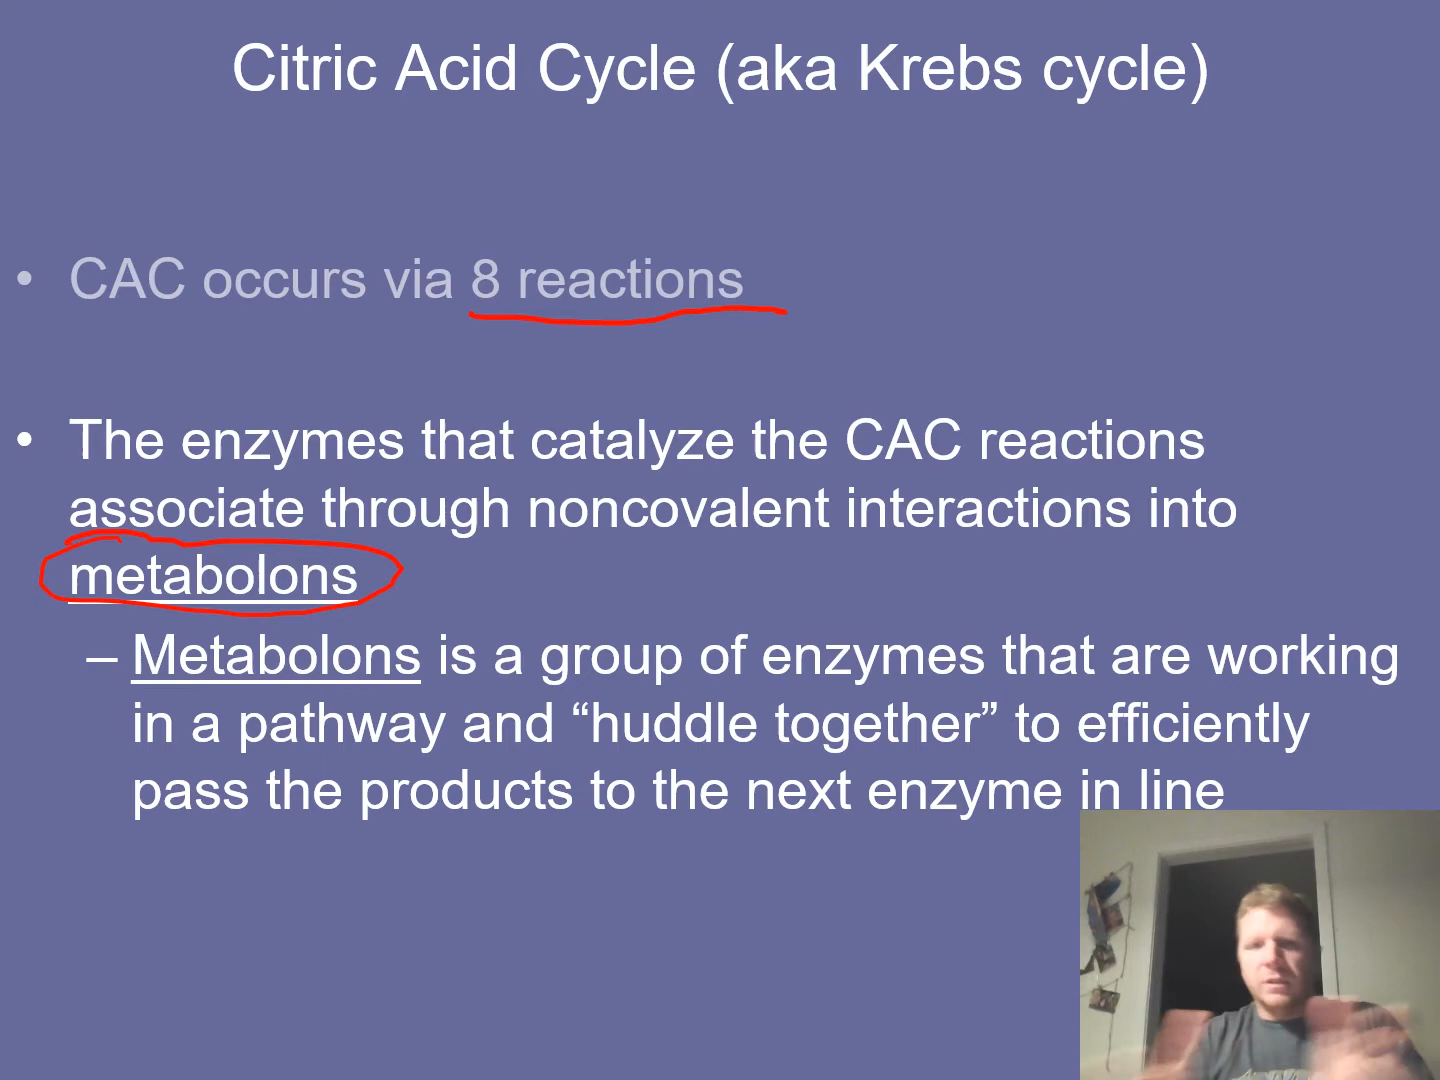 Citric Acid Cycle (aka Krebs cycle)
• CAC occurs via 8 reactions
• The enzymes that catalyze the CAC reactions
associate through noncovalent interactions into
metabolons
– Metabolons is a group of enzymes that are working
in a pathway and “huddle together” to efficiently
pass the products to the next enzyme in line